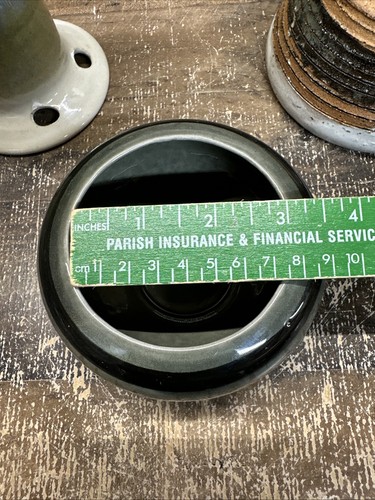 INCHES 1 2 3 4
PARISH INSURANCE & FINANCIAL SERVIC
cm 1 2 3 4 5 6 7 8 9 10